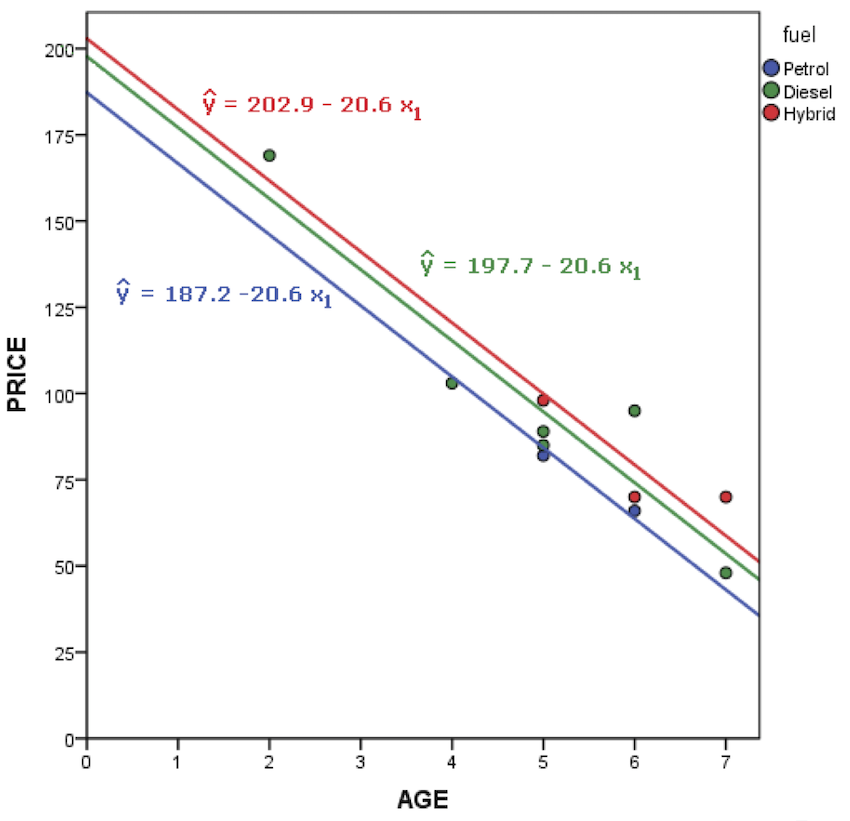 fuel
Petrol
Diesel
Hybrid
ŷ = 202.9 - 20.6 x₁
ŷ = 197.7 - 20.6 x₁
ŷ = 187.2 -20.6 x₁
PRICE
200
175
150
125
100
75
50
25
0
0 1 2 3 4 5 6 7
AGE